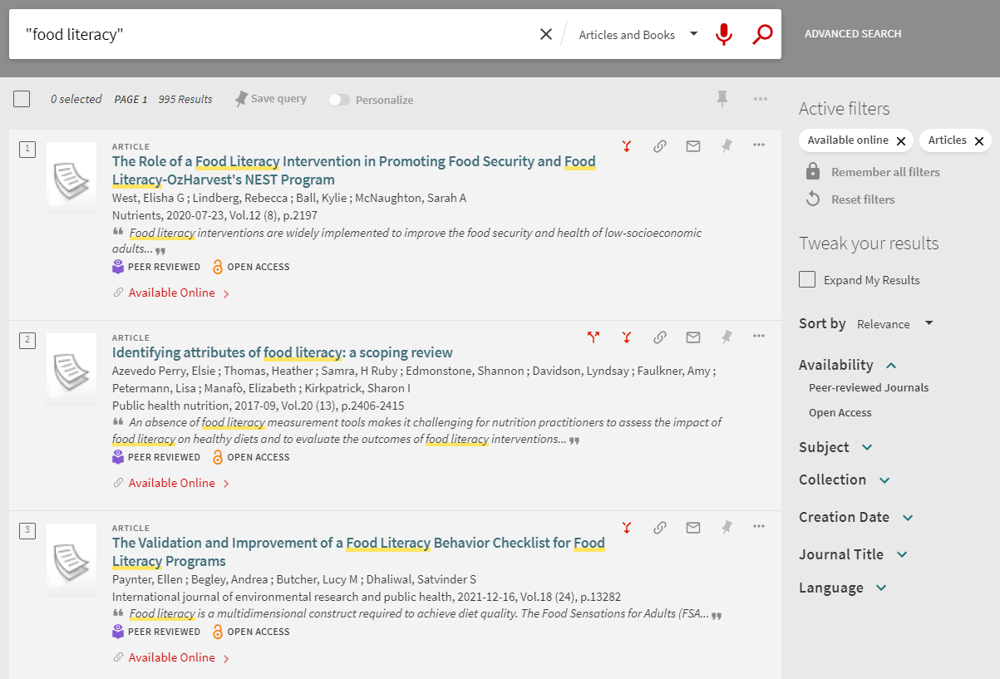 "food literacy"
Articles and Books
ADVANCED SEARCH
0 selected PAGE 1 995 Results Save query Personalize
1
ARTICLE
The Role of a Food Literacy Intervention in Promoting Food Security and Food
Literacy-OzHarvest's NEST Program
West, Elisha G ; Lindberg, Rebecca ; Ball, Kylie ; McNaughton, Sarah A
Nutrients, 2020-07-23, Vol.12 (8), p.2197
❝ Food literacy interventions are widely implemented to improve the food security and health of low-socioeconomic
adults... ❞
PEER REVIEWED OPEN ACCESS
Available Online
2
ARTICLE
Identifying attributes of food literacy: a scoping review
Azevedo Perry, Elsie ; Thomas, Heather ; Samra, H Ruby ; Edmonstone, Shannon ; Davidson, Lyndsay ; Faulkner, Amy ;
Petermann, Lisa ; Manafò, Elizabeth ; Kirkpatrick, Sharon I
Public health nutrition, 2017-09, Vol.20 (13), p.2406-2415
❝ An absence of food literacy measurement tools makes it challenging for nutrition practitioners to assess the impact of
food literacy on healthy diets and to evaluate the outcomes of food literacy interventions... ❞
PEER REVIEWED OPEN ACCESS
Available Online
3
ARTICLE
The Validation and Improvement of a Food Literacy Behavior Checklist for Food
Literacy Programs
Paynter, Ellen ; Begley, Andrea ; Butcher, Lucy M ; Dhaliwal, Satvinder S
International journal of environmental research and public health, 2021-12-16, Vol.18 (24), p.13282
❝ Food literacy is a multidimensional construct required to achieve diet quality. The Food Sensations for Adults (FSA... ❞
PEER REVIEWED OPEN ACCESS
Available Online
Active filters
Available online Articles
Remember all filters
Reset filters
Tweak your results
Expand My Results
Sort by Relevance
Availability
Peer-reviewed Journals
Open Access
Subject
Collection
Creation Date
Journal Title
Language